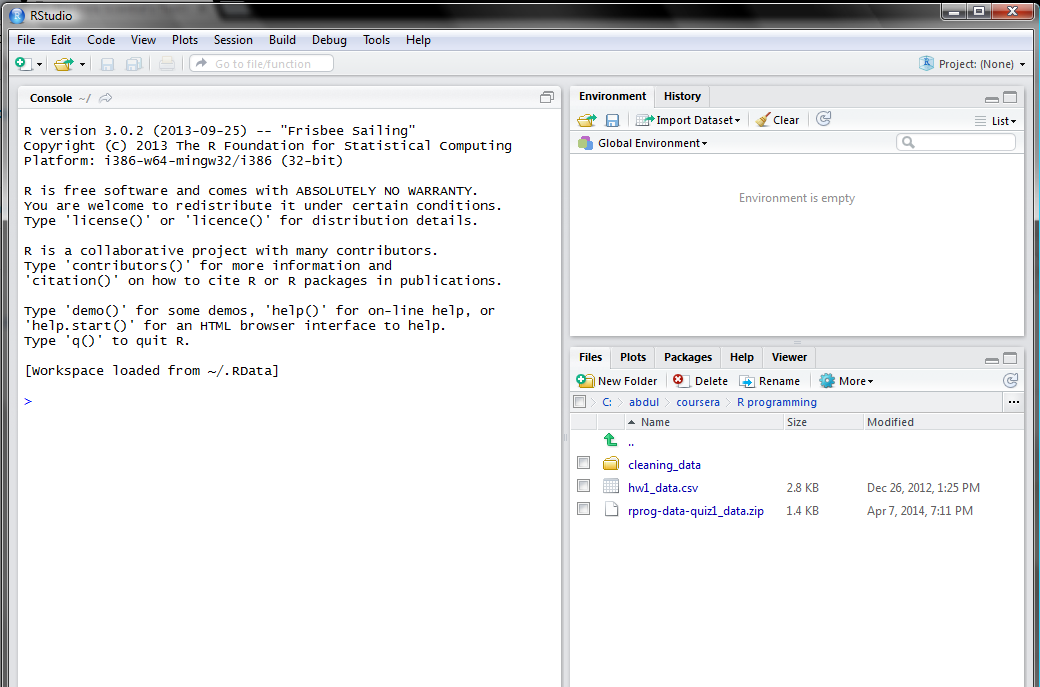 RStudio
File Edit Code View Plots Session Build Debug Tools Help
Go to file/function Project: (None)
Console ~/
R version 3.0.2 (2013-09-25) -- "Frisbee Sailing"
Copyright (C) 2013 The R Foundation for Statistical Computing
Platform: i386-w64-mingw32/i386 (32-bit)
R is free software and comes with ABSOLUTELY NO WARRANTY.
You are welcome to redistribute it under certain conditions.
Type 'license()' or 'licence()' for distribution details.
R is a collaborative project with many contributors.
Type 'contributors()' for more information and
'citation()' on how to cite R or R packages in publications.
Type 'demo()' for some demos, 'help()' for on-line help, or
'help.start()' for an HTML browser interface to help.
Type 'q()' to quit R.
[Workspace loaded from ~/.RData]
>
Environment History
Import Dataset Clear List
Global Environment
Environment is empty
Files Plots Packages Help Viewer
New Folder Delete Rename More
C: abdul coursera R programming ...
Name Size Modified
..
cleaning_data
hw1_data.csv 2.8 KB Dec 26, 2012, 1:25 PM
rprog-data-quiz1_data.zip 1.4 KB Apr 7, 2014, 7:11 PM